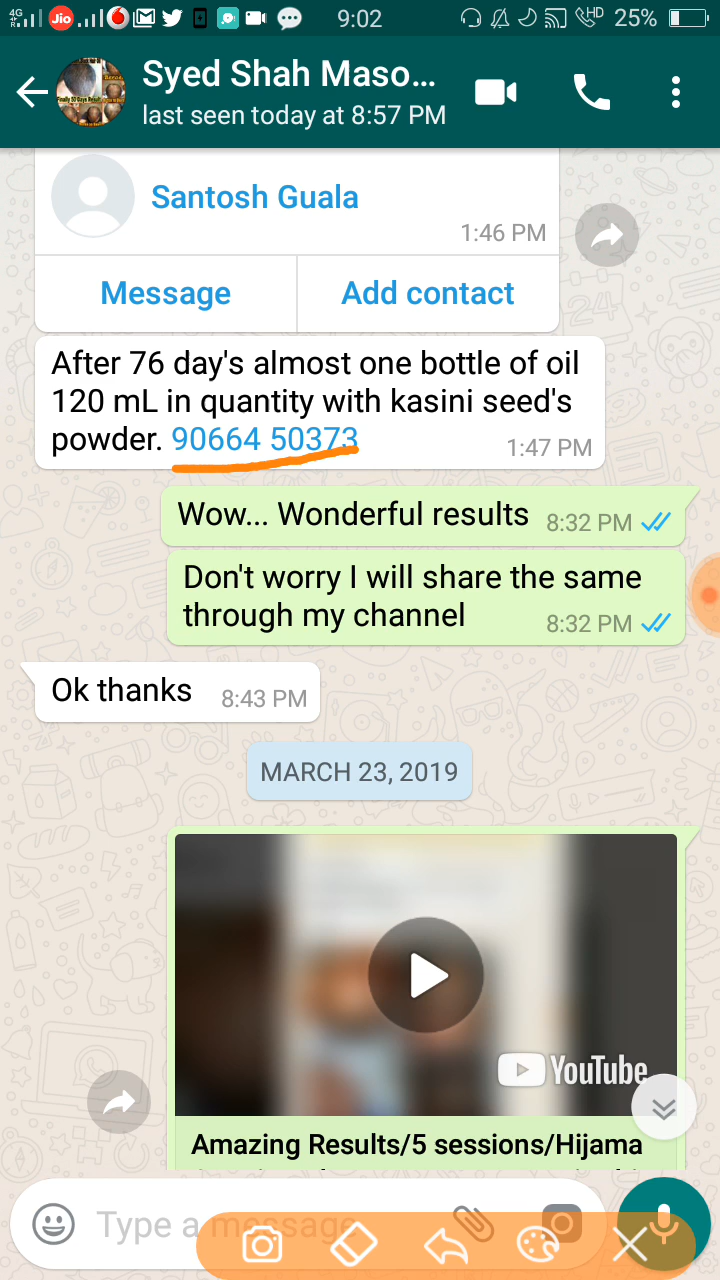 4G
R
Jio
9:02
HD
25%
Syed Shah Maso...
last seen today at 8:57 PM
Santosh Guala
1:46 PM
Message
Add contact
After 76 day's almost one bottle of oil
120 mL in quantity with kasini seed's
powder. 90664 50373
1:47 PM
Wow... Wonderful results
8:32 PM
Don't worry I will share the same
through my channel
8:32 PM
Ok thanks
8:43 PM
MARCH 23, 2019
YouTube
Amazing Results/5 sessions/Hijama
Type a message